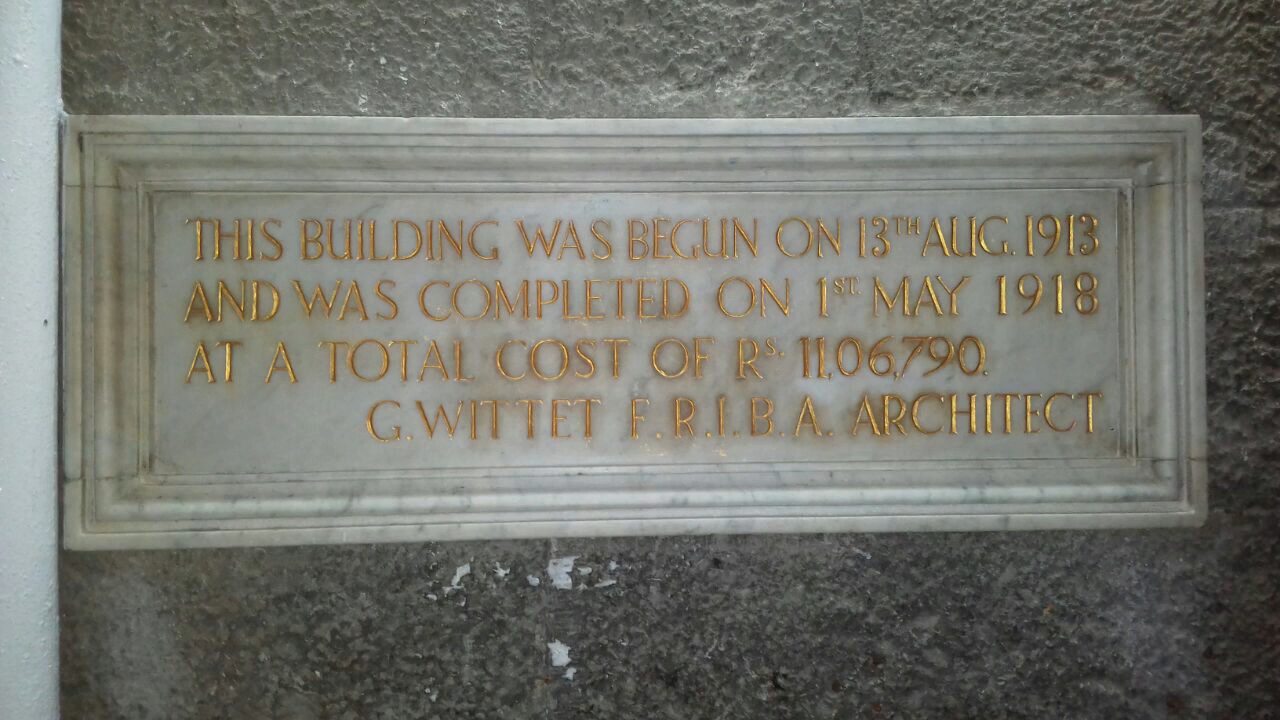 THIS BUILDING WAS BEGUN ON 13TH AUG. 1913
AND WAS COMPLETED ON 1ST. MAY 1918
AT A TOTAL COST OF RS. 11,06,790.
G. WITTET F.R.I.B.A. ARCHITECT